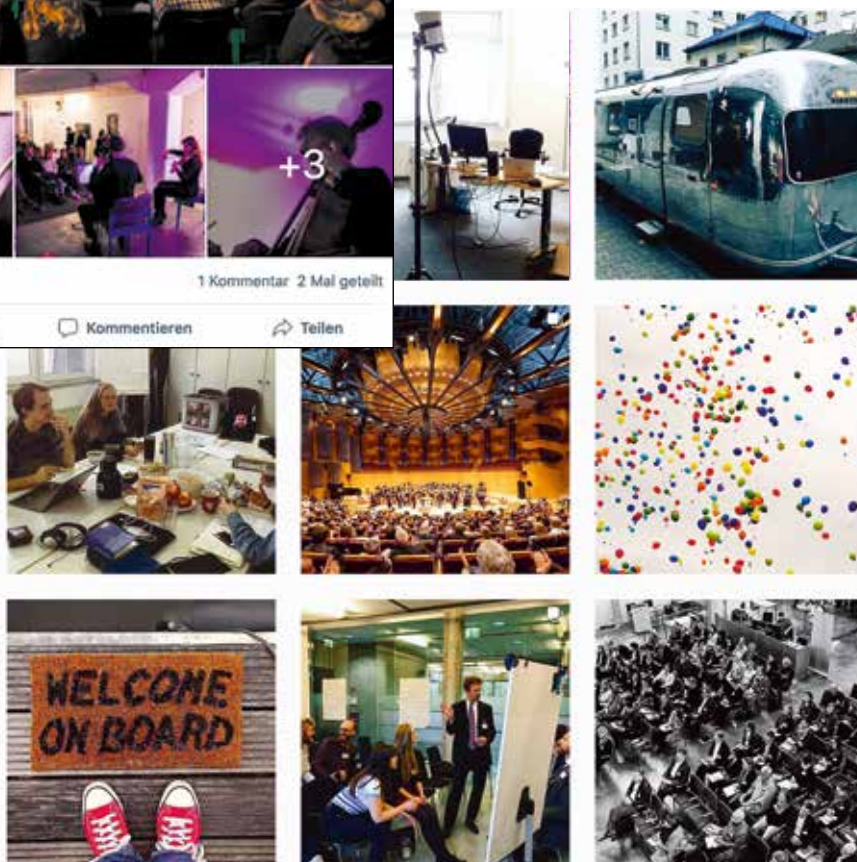 +3
1 Kommentar 2 Mal geteilt
Kommentieren
Teilen
WELCOME
ON BOARD